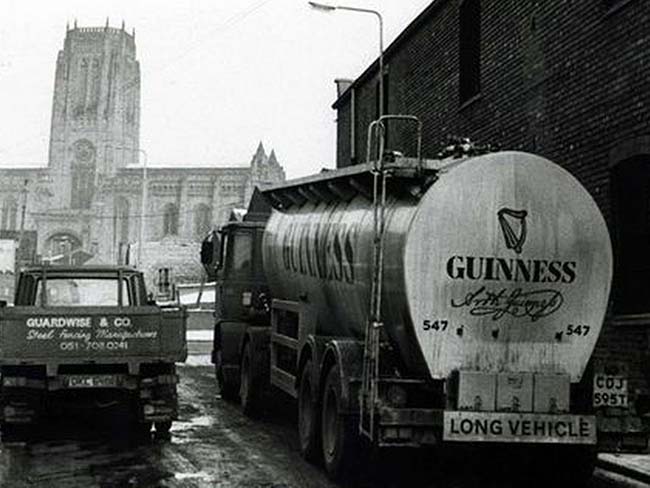 GUARDWISE & CO.
Steel Fencing Manufacturers
051-708 0241
GUINNESS
GUINNESS
Arth Guinness
547
547
LONG VEHICLE
CDJ
595T